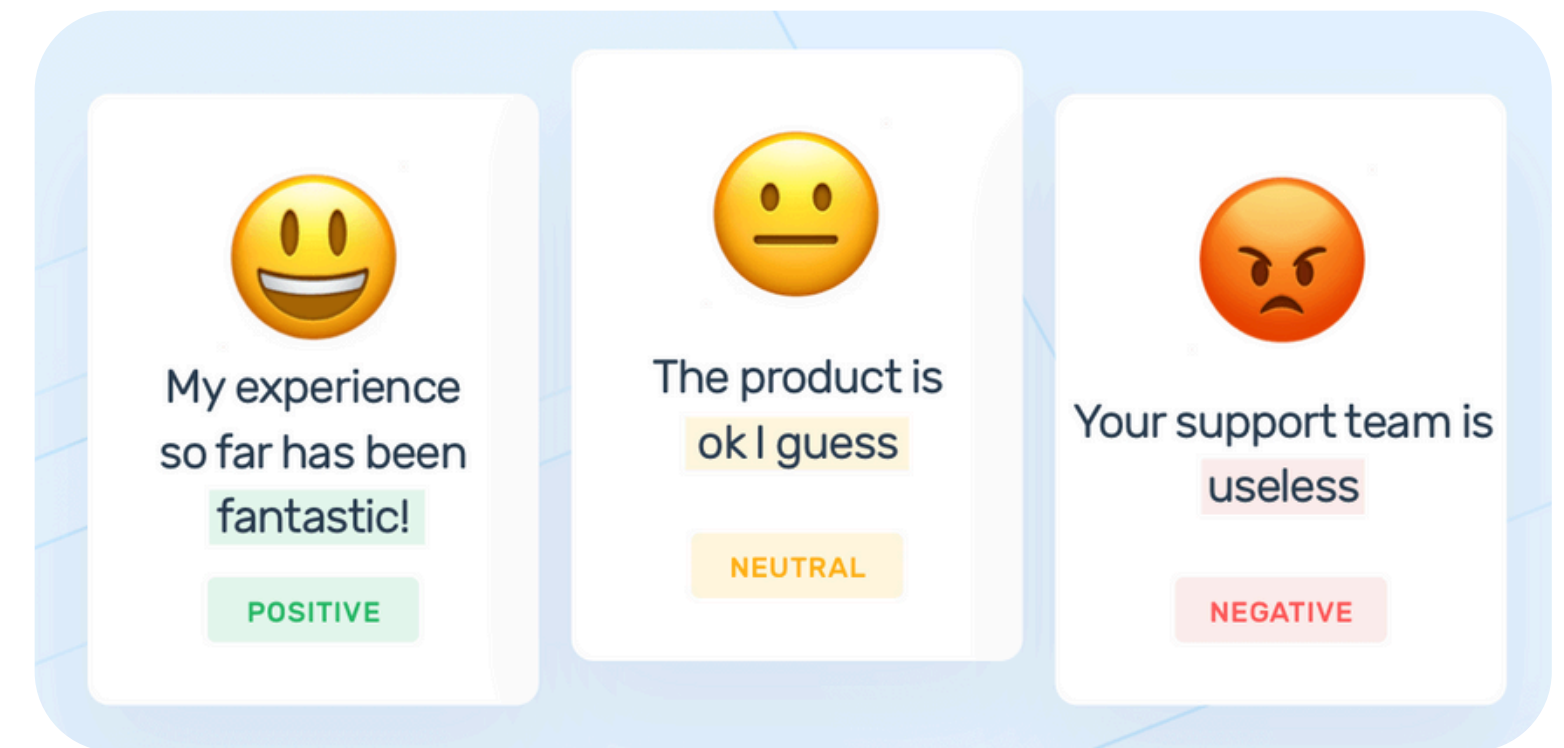 My experience
so far has been
fantastic!
POSITIVE
The product is
ok I guess
NEUTRAL
Your support team is
useless
NEGATIVE